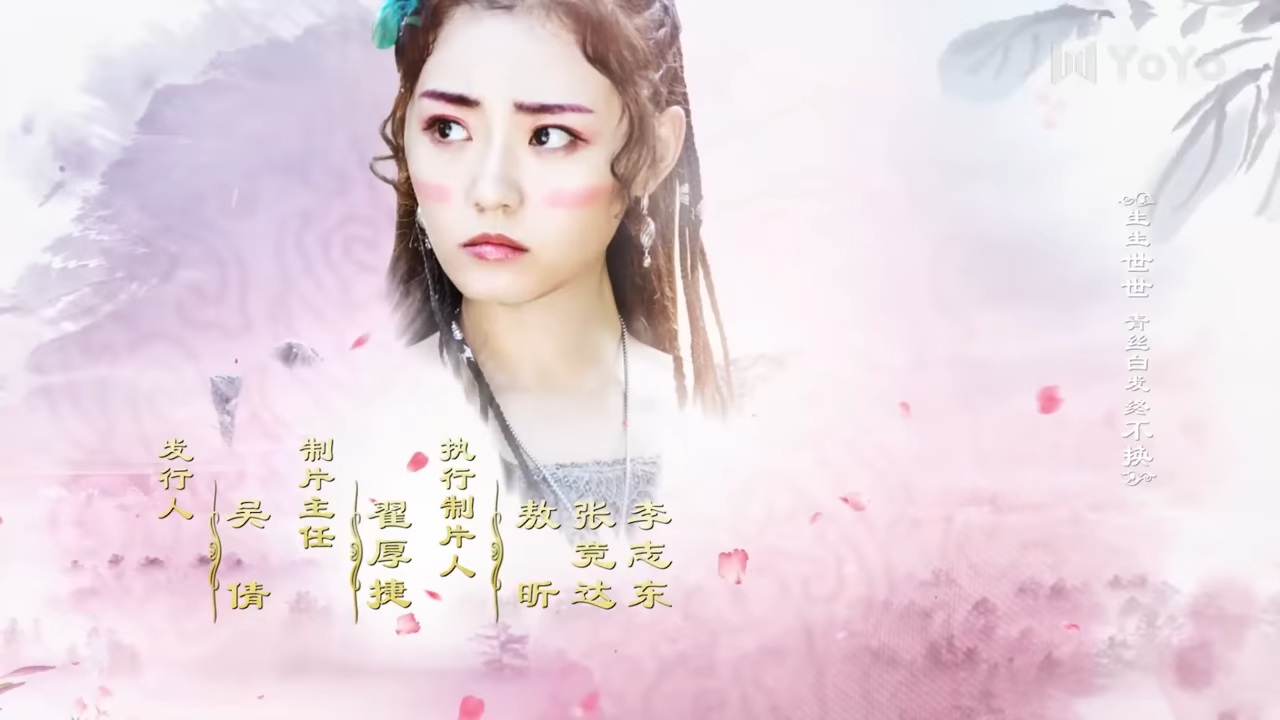 YoYo
生生世世 青丝白发终不换
执行制片人
李志东
张竞达
敖昕
制片主任
翟厚捷
发行人
吴倩